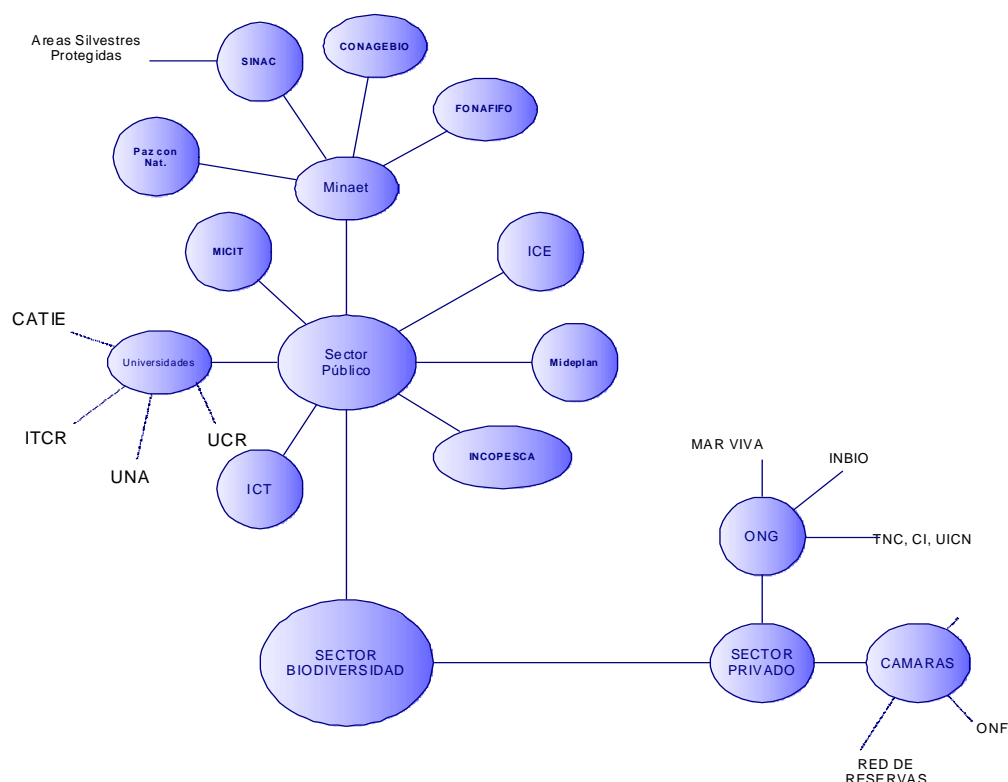 Areas Silvestres
Protegidas
SINAC
CONAGEBIO
FONAFIFO
Paz con
Nat.
Minaet
MICIT
ICE
CATIE
Universidades
Sector
Público
Mideplan
ITCR
UNA
UCR
ICT
INCOPESCA
MAR VIVA
INBIO
ONG
TNC, CI, UICN
SECTOR
BIODIVERSIDAD
SECTOR
PRIVADO
CAMARAS
ONF
RED DE
RESERVAS